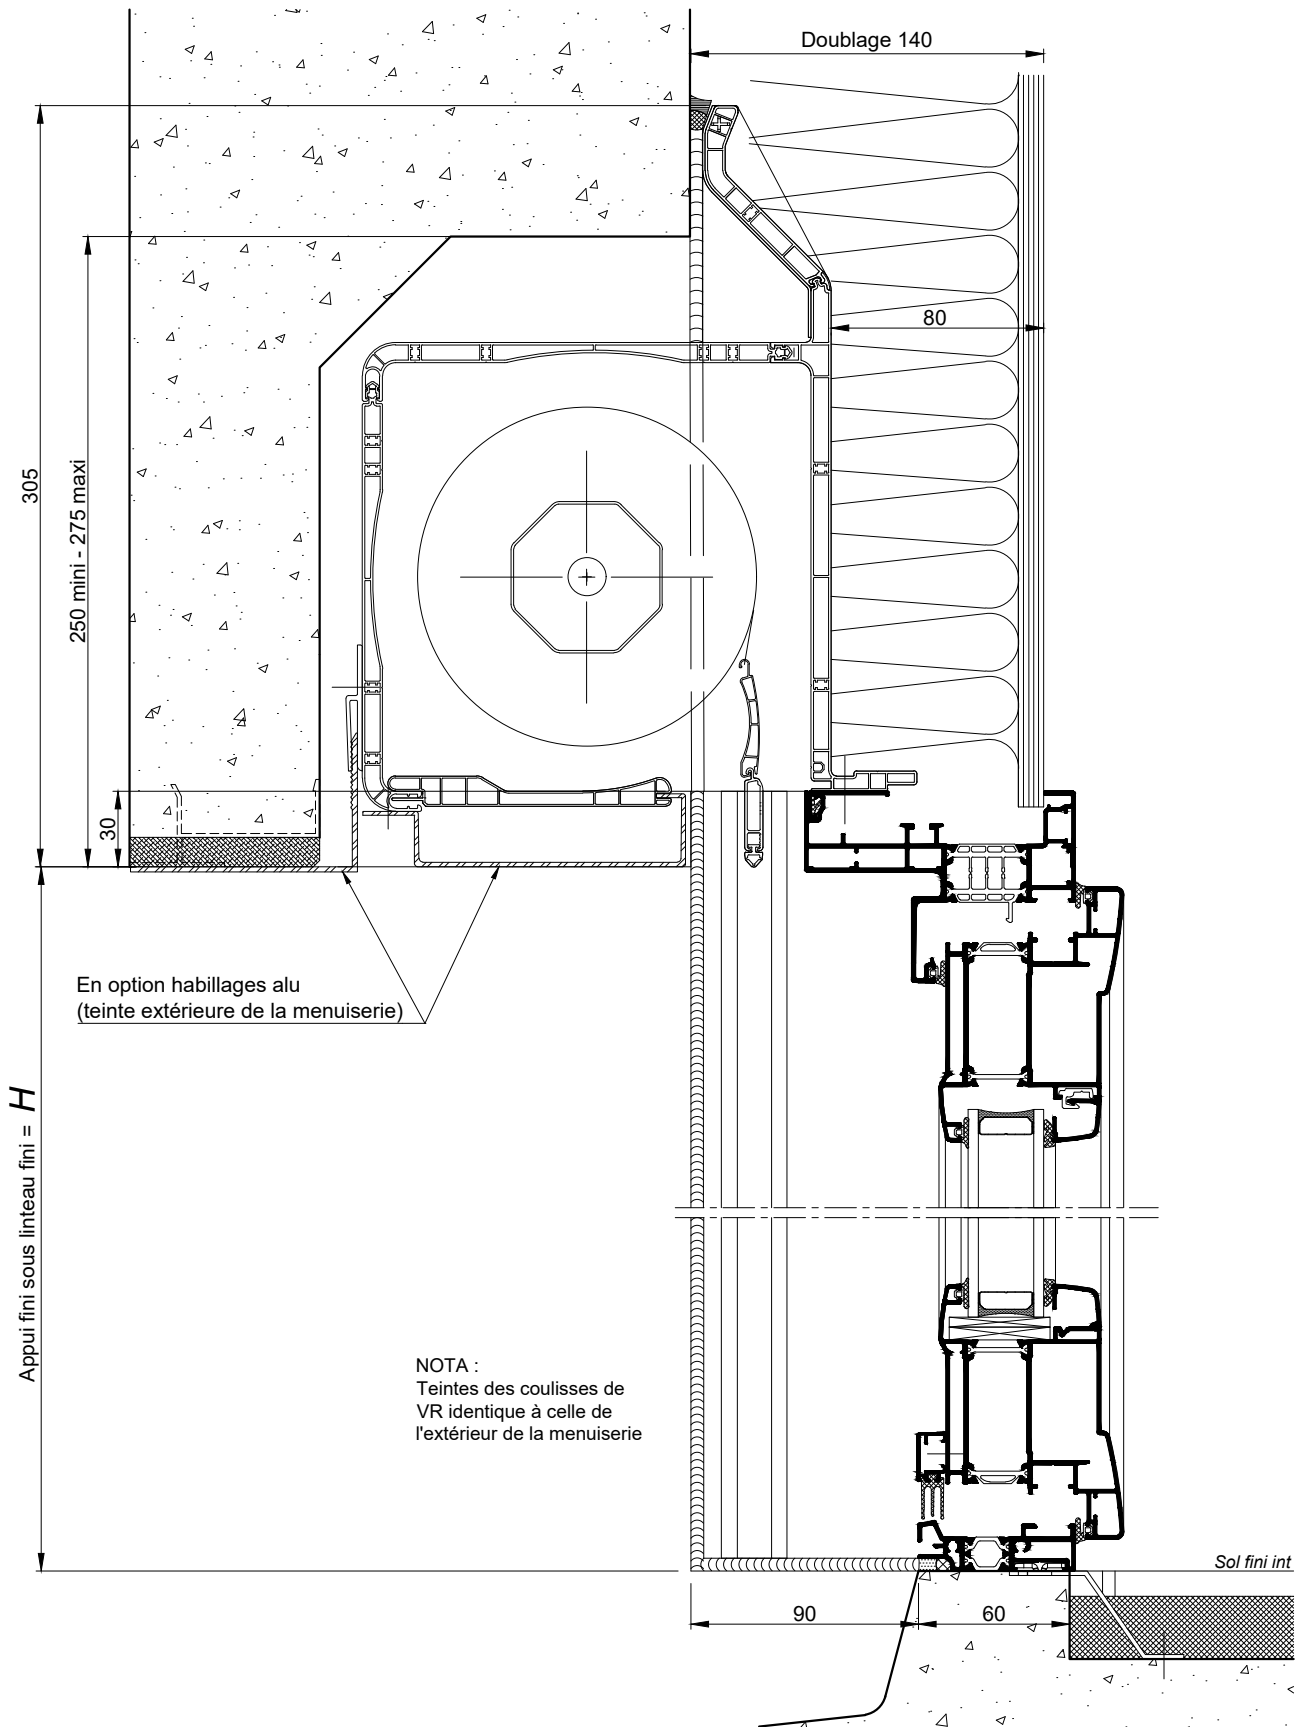 Doublage 140
80
305
250 mini - 275 maxi
30
En option habillages alu
(teinte extérieure de la menuiserie)
Appui fini sous linteau fini = H
NOTA :
Teintes des coulisses de
VR identique à celle de
l'extérieur de la menuiserie
Sol fini int
90
60